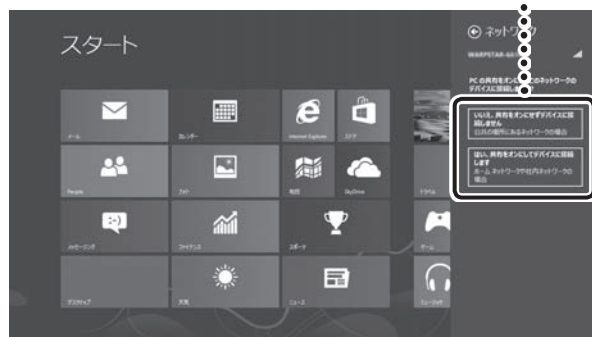 スタート
ネットワーク
PC の共有をオンに
のネットワークの
デバイスに接続します
いいえ、共有をオンにせずデバイスに接
続しません
公共の場所にあるネットワークの場合
はい、共有をオンにしてデバイスに接続
します
ホーム ネットワークや社内ネットワークの
場合
メール
カレンダー
Internet Explorer
ストア
People
フォト
地図
SkyDrive
トラベル
メッセージング
ファイナンス
スポーツ
ゲーム
デスクトップ
天気
ニュース
ミュージック